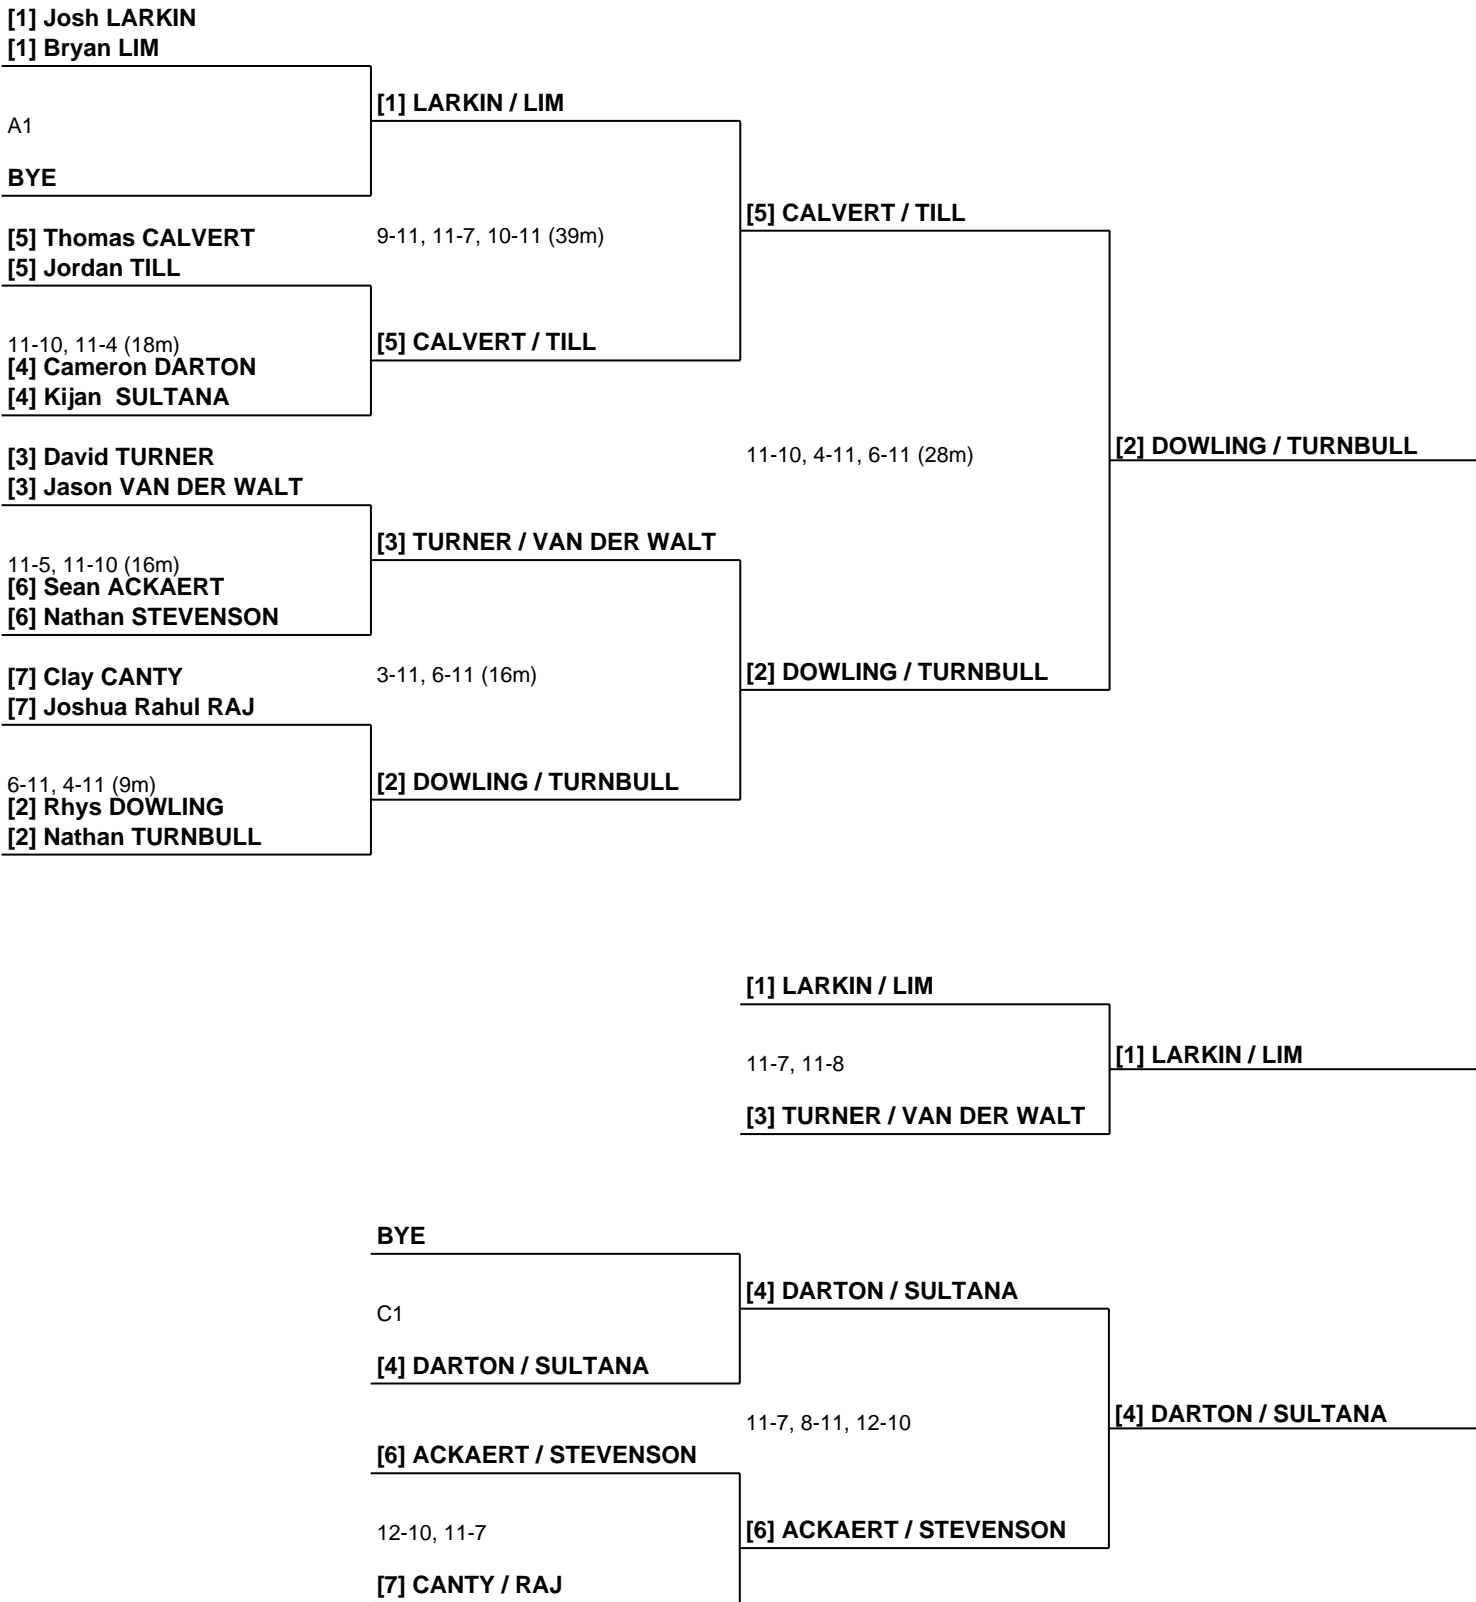 [1] Josh LARKIN
[1] Bryan LIM
[1] LARKIN / LIM
A1
BYE
[5] CALVERT / TILL
[5] Thomas CALVERT
9-11, 11-7, 10-11 (39m)
[5] Jordan TILL
11-10, 11-4 (18m)
[5] CALVERT / TILL
[4] Cameron DARTON
[4] Kijan SULTANA
[3] David TURNER
11-10, 4-11, 6-11 (28m)
[2] DOWLING / TURNBULL
[3] Jason VAN DER WALT
[3] TURNER / VAN DER WALT
11-5, 11-10 (16m)
[6] Sean ACKAERT
[6] Nathan STEVENSON
[7] Clay CANTY
3-11, 6-11 (16m)
[2] DOWLING / TURNBULL
[7] Joshua Rahul RAJ
6-11, 4-11 (9m)
[2] DOWLING / TURNBULL
[2] Rhys DOWLING
[2] Nathan TURNBULL
[1] LARKIN / LIM
11-7, 11-8
[1] LARKIN / LIM
[3] TURNER / VAN DER WALT
BYE
[4] DARTON / SULTANA
C1
[4] DARTON / SULTANA
11-7, 8-11, 12-10
[4] DARTON / SULTANA
[6] ACKAERT / STEVENSON
12-10, 11-7
[6] ACKAERT / STEVENSON
[7] CANTY / RAJ